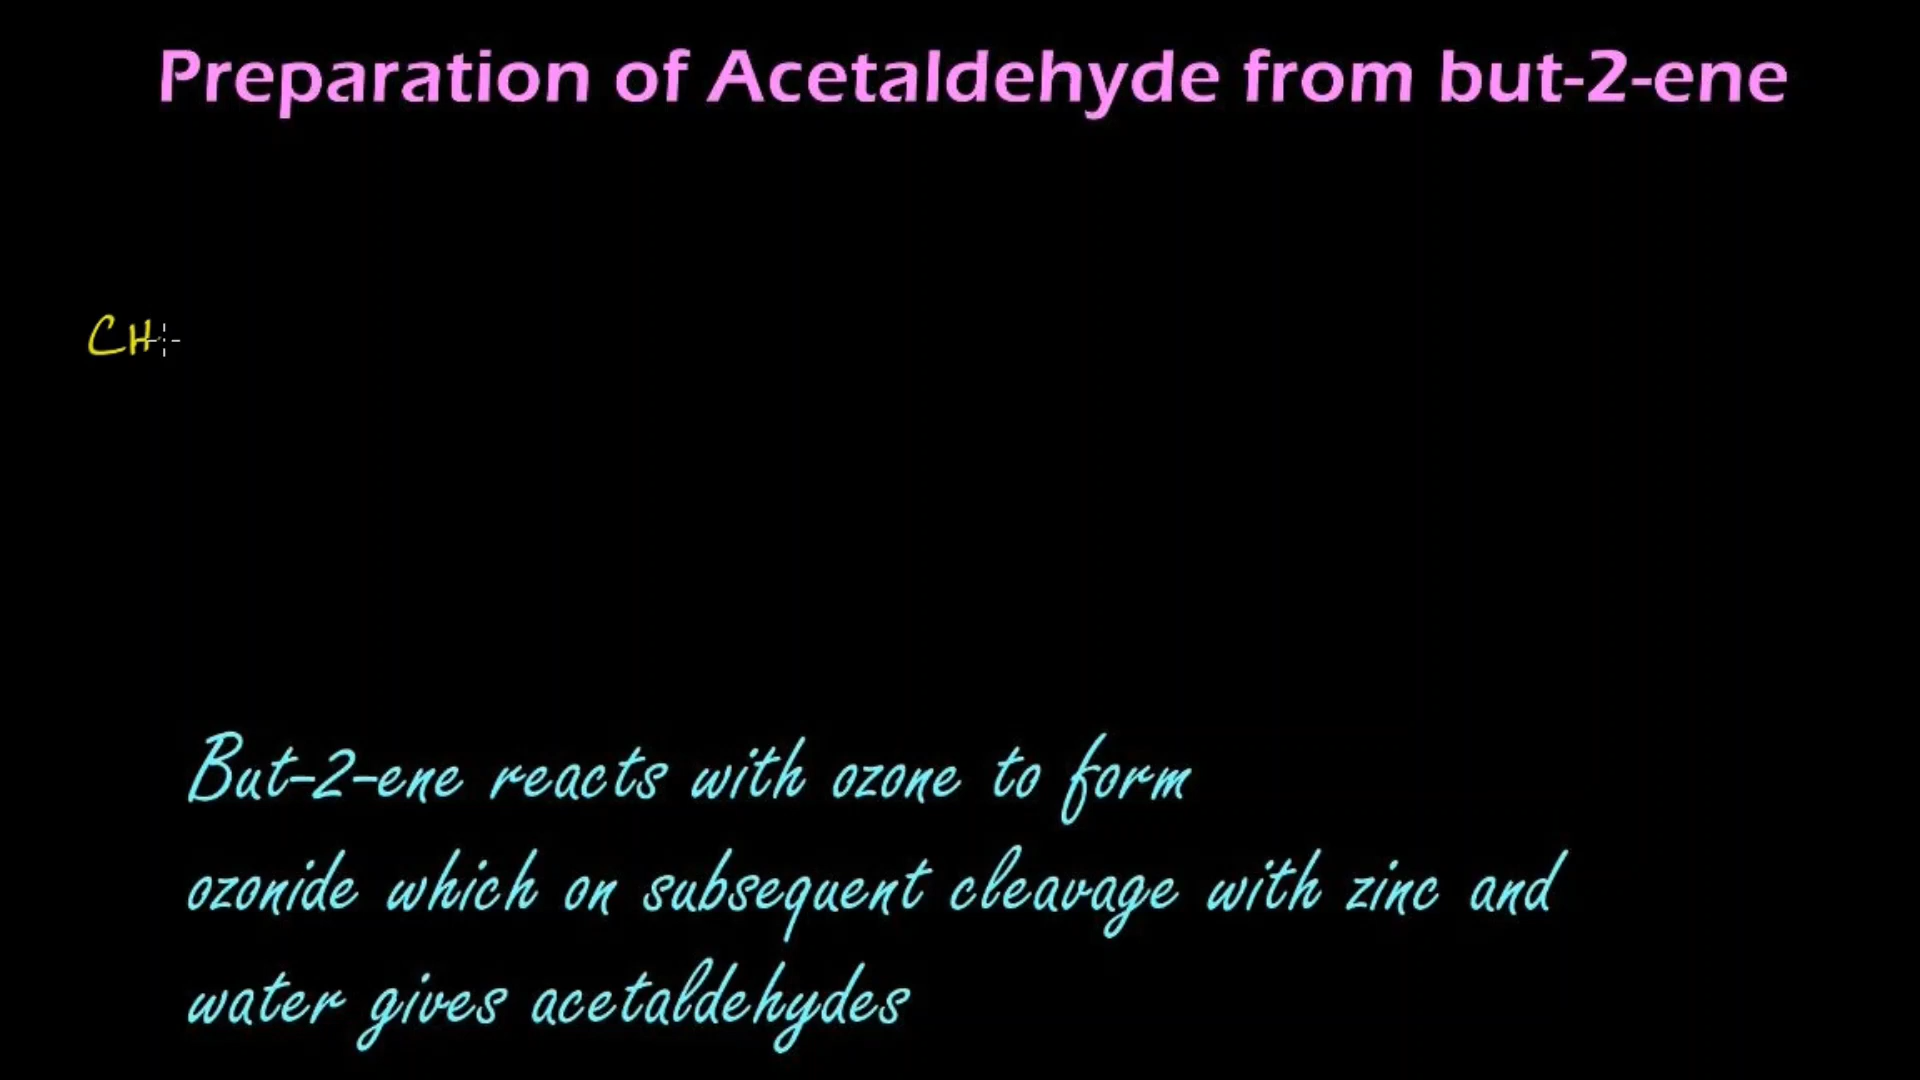 Preparation of Acetaldehyde from but-2-ene
CH
But-2-ene reacts with ozone to form
ozonide which on subsequent cleavage with zinc and
water gives acetaldehydes